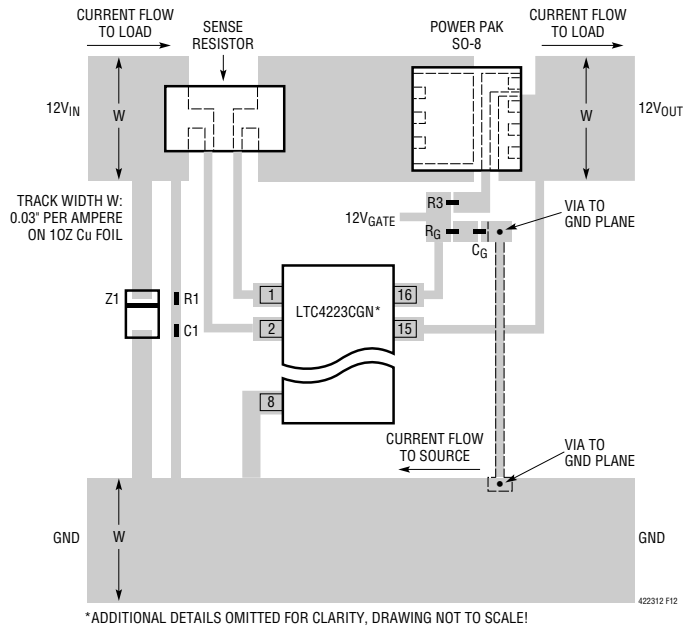 CURRENT FLOW
TO LOAD
SENSE
RESISTOR
POWER PAK
SO-8
CURRENT FLOW
TO LOAD
12VIN
W
W
12VOUT
TRACK WIDTH W:
0.03" PER AMPERE
ON 1OZ Cu FOIL
R3
12VGATE
RG
CG
VIA TO
GND PLANE
Z1
R1
C1
1
LTC4223CGN*
16
2
15
8
CURRENT FLOW
TO SOURCE
VIA TO
GND PLANE
GND
W
GND
422312 F12
*ADDITIONAL DETAILS OMITTED FOR CLARITY, DRAWING NOT TO SCALE!